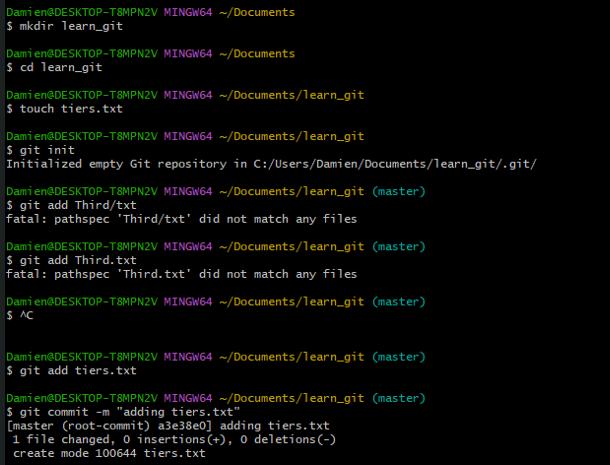 Damien@DESKTOP-T8MPN2V MINGW64 ~/Documents
$ mkdir learn_git
Damien@DESKTOP-T8MPN2V MINGW64 ~/Documents
$ cd learn_git
Damien@DESKTOP-T8MPN2V MINGW64 ~/Documents/learn_git
$ touch tiers.txt
Damien@DESKTOP-T8MPN2V MINGW64 ~/Documents/learn_git
$ git init
Initialized empty Git repository in C:/Users/Damien/Documents/learn_git/.git/
Damien@DESKTOP-T8MPN2V MINGW64 ~/Documents/learn_git (master)
$ git add Third/txt
fatal: pathspec 'Third/txt' did not match any files
Damien@DESKTOP-T8MPN2V MINGW64 ~/Documents/learn_git (master)
$ git add Third.txt
fatal: pathspec 'Third.txt' did not match any files
Damien@DESKTOP-T8MPN2V MINGW64 ~/Documents/learn_git (master)
$ ^C
Damien@DESKTOP-T8MPN2V MINGW64 ~/Documents/learn_git (master)
$ git add tiers.txt
Damien@DESKTOP-T8MPN2V MINGW64 ~/Documents/learn_git (master)
$ git commit -m "adding tiers.txt"
[master (root-commit) a3e38e0] adding tiers.txt
 1 file changed, 0 insertions(+), 0 deletions(-)
 create mode 100644 tiers.txt